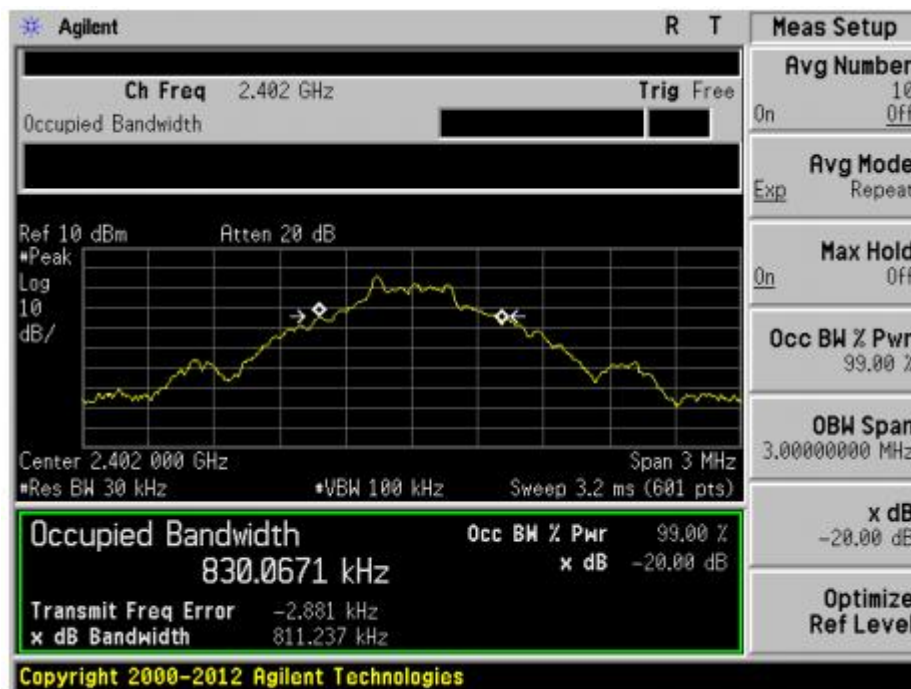 Agilent R T
Ch Freq 2.402 GHz Trig Free
Occupied Bandwidth
Ref 10 dBm Atten 20 dB
#Peak
Log
10
dB/
Center 2.402 000 GHz Span 3 MHz
#Res BW 30 kHz #VBW 100 kHz Sweep 3.2 ms (601 pts)
Occupied Bandwidth Occ BW % Pwr 99.00 %
830.0671 kHz x dB -20.00 dB
Transmit Freq Error -2.881 kHz
x dB Bandwidth 811.237 kHz
Copyright 2000-2012 Agilent Technologies
Meas Setup
Avg Number
10
On Off
Avg Mode
Exp Repeat
Max Hold
On Off
Occ BW % Pwr
99.00 %
OBW Span
3.00000000 MHz
x dB
-20.00 dB
Optimize
Ref Level